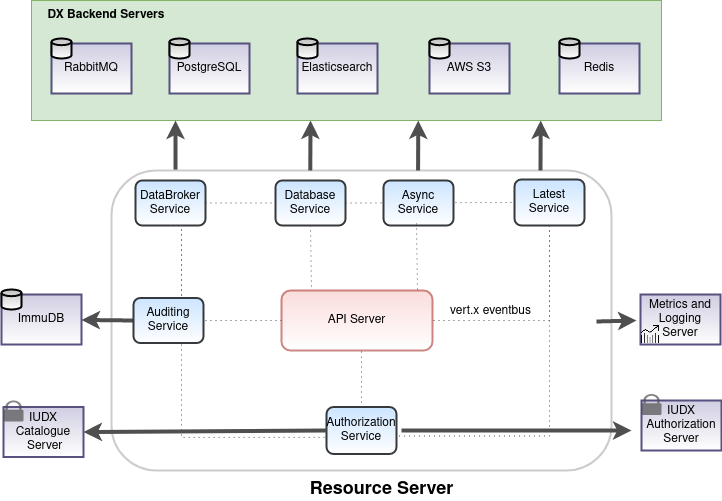 DX Backend Servers
RabbitMQ
PostgreSQL
Elasticsearch
AWS S3
Redis
DataBroker
Service
Database
Service
Async
Service
Latest
Service
ImmuDB
Auditing
Service
API Server
vert.x eventbus
Metrics and
Logging
Server
IUDX
Catalogue
Server
Authorization
Service
IUDX
Authorization
Server
Resource Server